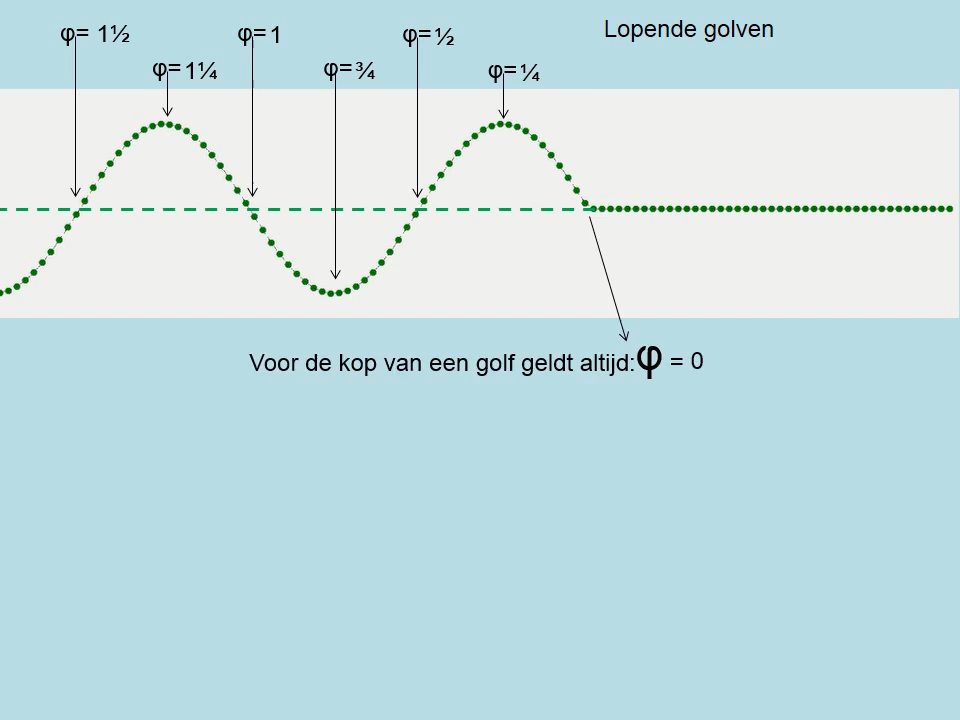 Lopende golven
φ= 1½
φ= 1
φ= ½
φ= 1¼
φ= ¾
φ= ¼
Voor de kop van een golf geldt altijd: φ = 0